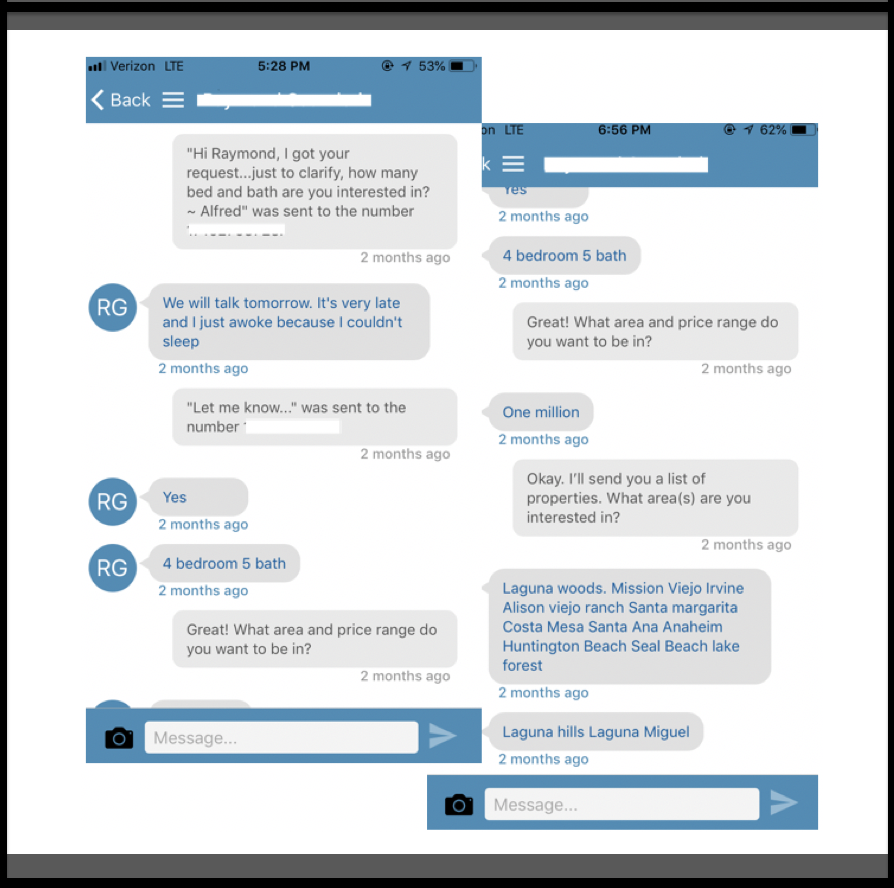 Verizon LTE 5:28 PM 53%
Back
"Hi Raymond, I got your
request...just to clarify, how many
bed and bath are you interested in?
~ Alfred" was sent to the number
2 months ago
RG
We will talk tomorrow. It's very late
and I just awoke because I couldn't
sleep
2 months ago
"Let me know..." was sent to the
number
2 months ago
RG
Yes
2 months ago
RG
4 bedroom 5 bath
2 months ago
Great! What area and price range do
you want to be in?
2 months ago
Message...
on LTE 6:56 PM 62%
k
Yes
2 months ago
4 bedroom 5 bath
2 months ago
Great! What area and price range do
you want to be in?
2 months ago
One million
2 months ago
Okay. I'll send you a list of
properties. What area(s) are you
interested in?
2 months ago
Laguna woods. Mission Viejo Irvine
Alison viejo ranch Santa margarita
Costa Mesa Santa Ana Anaheim
Huntington Beach Seal Beach lake
forest
2 months ago
Laguna hills Laguna Miguel
2 months ago
Message...